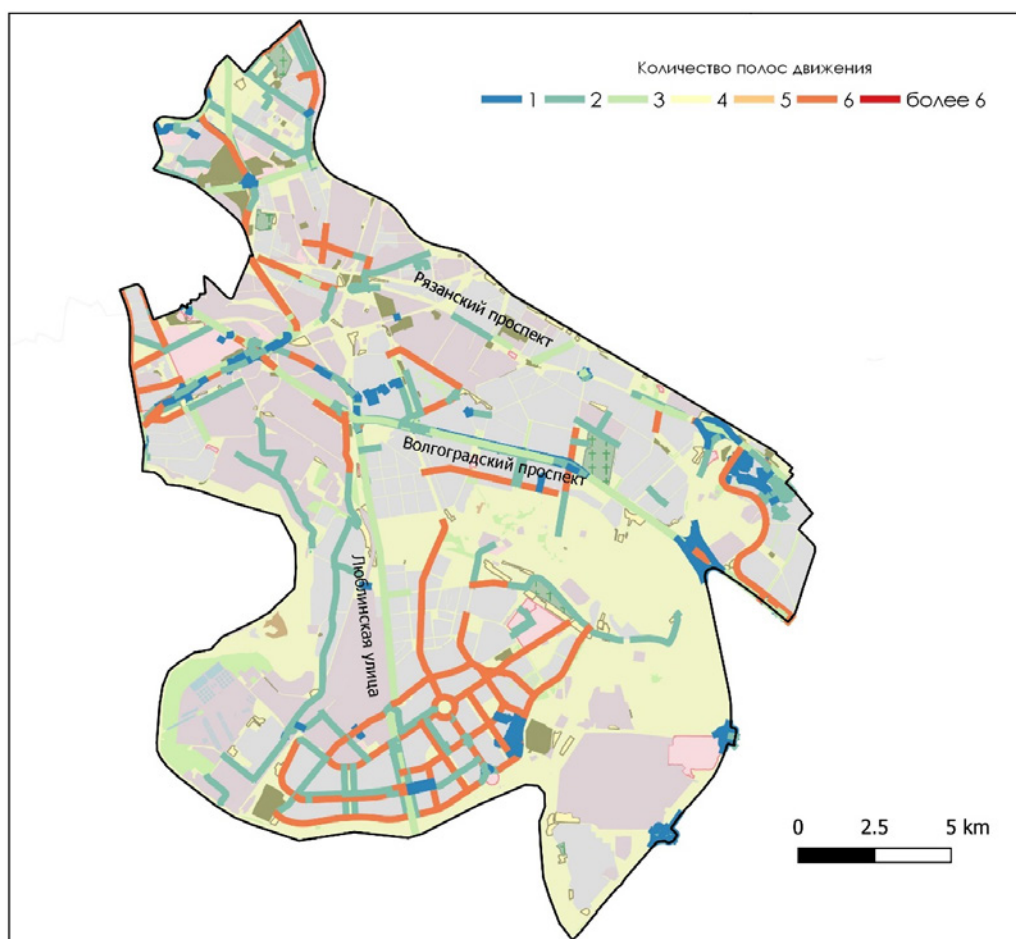 Количество полос движения
1 2 3 4 5 6 более 6
Рязанский проспект
Волгоградский проспект
Люблинская улица
0 2.5 5 km